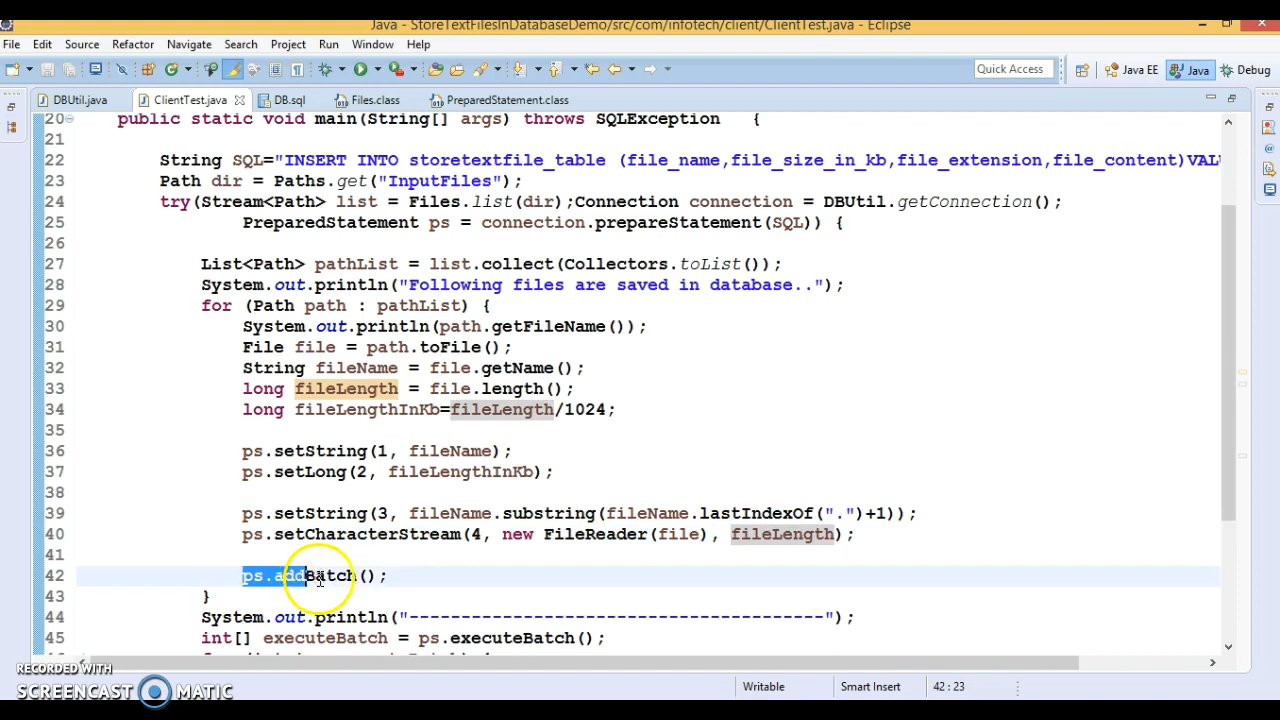 Java - StoreTextFilesInDatabaseDemo/src/com/infotech/client/ClientTest.java - Eclipse
File Edit Source Refactor Navigate Search Project Run Window Help
Quick Access Java EE Java Debug
DBUtil.java ClientTest.java DB.sql Files.class PreparedStatement.class
20 public static void main(String[] args) throws SQLException {
21
22 String SQL="INSERT INTO storetextfile_table (file_name,file_size_in_kb,file_extension,file_content)VALU
23 Path dir = Paths.get("InputFiles");
24 try(Stream<Path> list = Files.list(dir);Connection connection = DBUtil.getConnection();
25 PreparedStatement ps = connection.prepareStatement(SQL)) {
26
27 List<Path> pathList = list.collect(Collectors.toList());
28 System.out.println("Following files are saved in database..");
29 for (Path path : pathList) {
30 System.out.println(path.getFileName());
31 File file = path.toFile();
32 String fileName = file.getName();
33 long fileLength = file.length();
34 long fileLengthInKb=fileLength/1024;
35
36 ps.setString(1, fileName);
37 ps.setLong(2, fileLengthInKb);
38
39 ps.setString(3, fileName.substring(fileName.lastIndexOf(".")+1));
40 ps.setCharacterStream(4, new FileReader(file), fileLength);
41
42 ps.addBatch();
43 }
44 System.out.println("----------------------------------------");
45 int[] executeBatch = ps.executeBatch();
RECORDED WITH
SCREENCAST MATIC
Writable Smart Insert 42 : 23